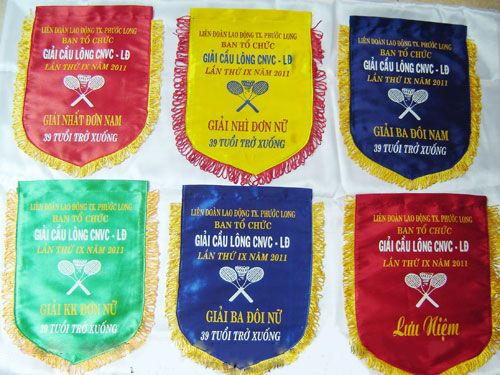 LIÊN ĐOÀN LAO ĐỘNG TX. PHƯỚC LONG
BAN TỔ CHỨC
GIẢI CẦU LÔNG CNVC - LĐ
LẦN THỨ IX NĂM 2011
GIẢI NHẤT ĐƠN NAM
39 TUỔI TRỞ XUỐNG
LIÊN ĐOÀN LAO ĐỘNG TX. PHƯỚC LONG
BAN TỔ CHỨC
GIẢI CẦU LÔNG CNVC - LĐ
LẦN THỨ IX NĂM 2011
GIẢI NHÌ ĐƠN NỮ
39 TUỔI TRỞ XUỐNG
LIÊN ĐOÀN LAO ĐỘNG TX. PHƯỚC LONG
BAN TỔ CHỨC
GIẢI CẦU LÔNG CNVC - LĐ
LẦN THỨ IX NĂM 2011
GIẢI BA ĐÔI NAM
39 TUỔI TRỞ XUỐNG
LIÊN ĐOÀN LAO ĐỘNG TX. PHƯỚC LONG
BAN TỔ CHỨC
GIẢI CẦU LÔNG CNVC - LĐ
LẦN THỨ IX NĂM 2011
GIẢI KK ĐƠN NỮ
39 TUỔI TRỞ XUỐNG
LIÊN ĐOÀN LAO ĐỘNG TX. PHƯỚC LONG
BAN TỔ CHỨC
GIẢI CẦU LÔNG CNVC - LĐ
LẦN THỨ IX NĂM 2011
GIẢI BA ĐÔI NỮ
39 TUỔI TRỞ XUỐNG
LIÊN ĐOÀN LAO ĐỘNG TX. PHƯỚC LONG
BAN TỔ CHỨC
GIẢI CẦU LÔNG CNVC - LĐ
LẦN THỨ IX NĂM 2011
Lưu Niệm